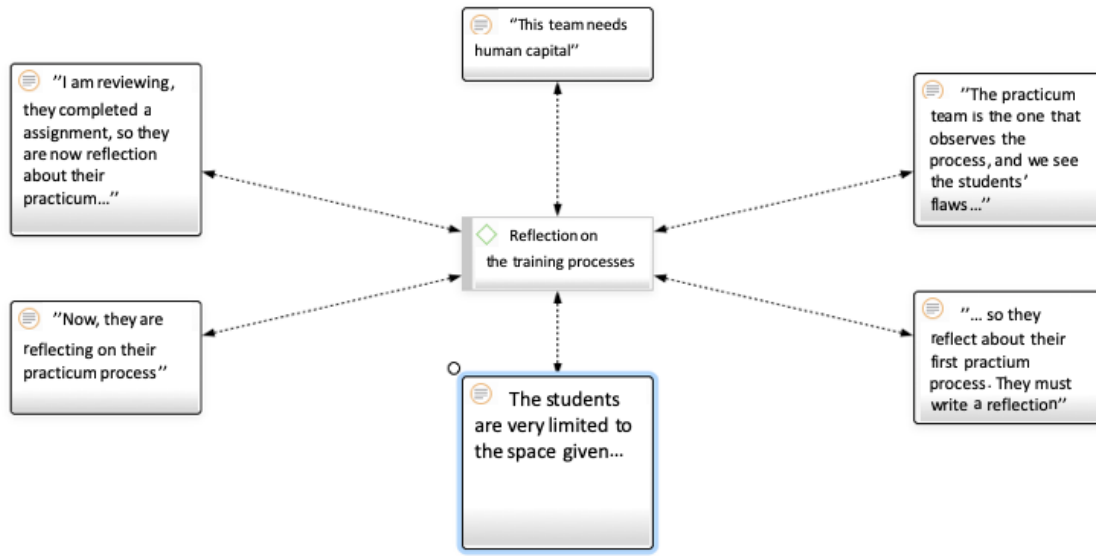 "This team needs
human capital"
"I am reviewing,
they completed a
assignment, so they
are now reflection
about their
practicum..."
"The practicum
team is the one that
observes the
process, and we see
the students'
flaws..."
Reflection on
the training processes
"Now, they are
reflecting on their
practicum process"
"... so they
reflect about their
first practium
process. They must
write a reflection"
The students
are very limited to
the space given...